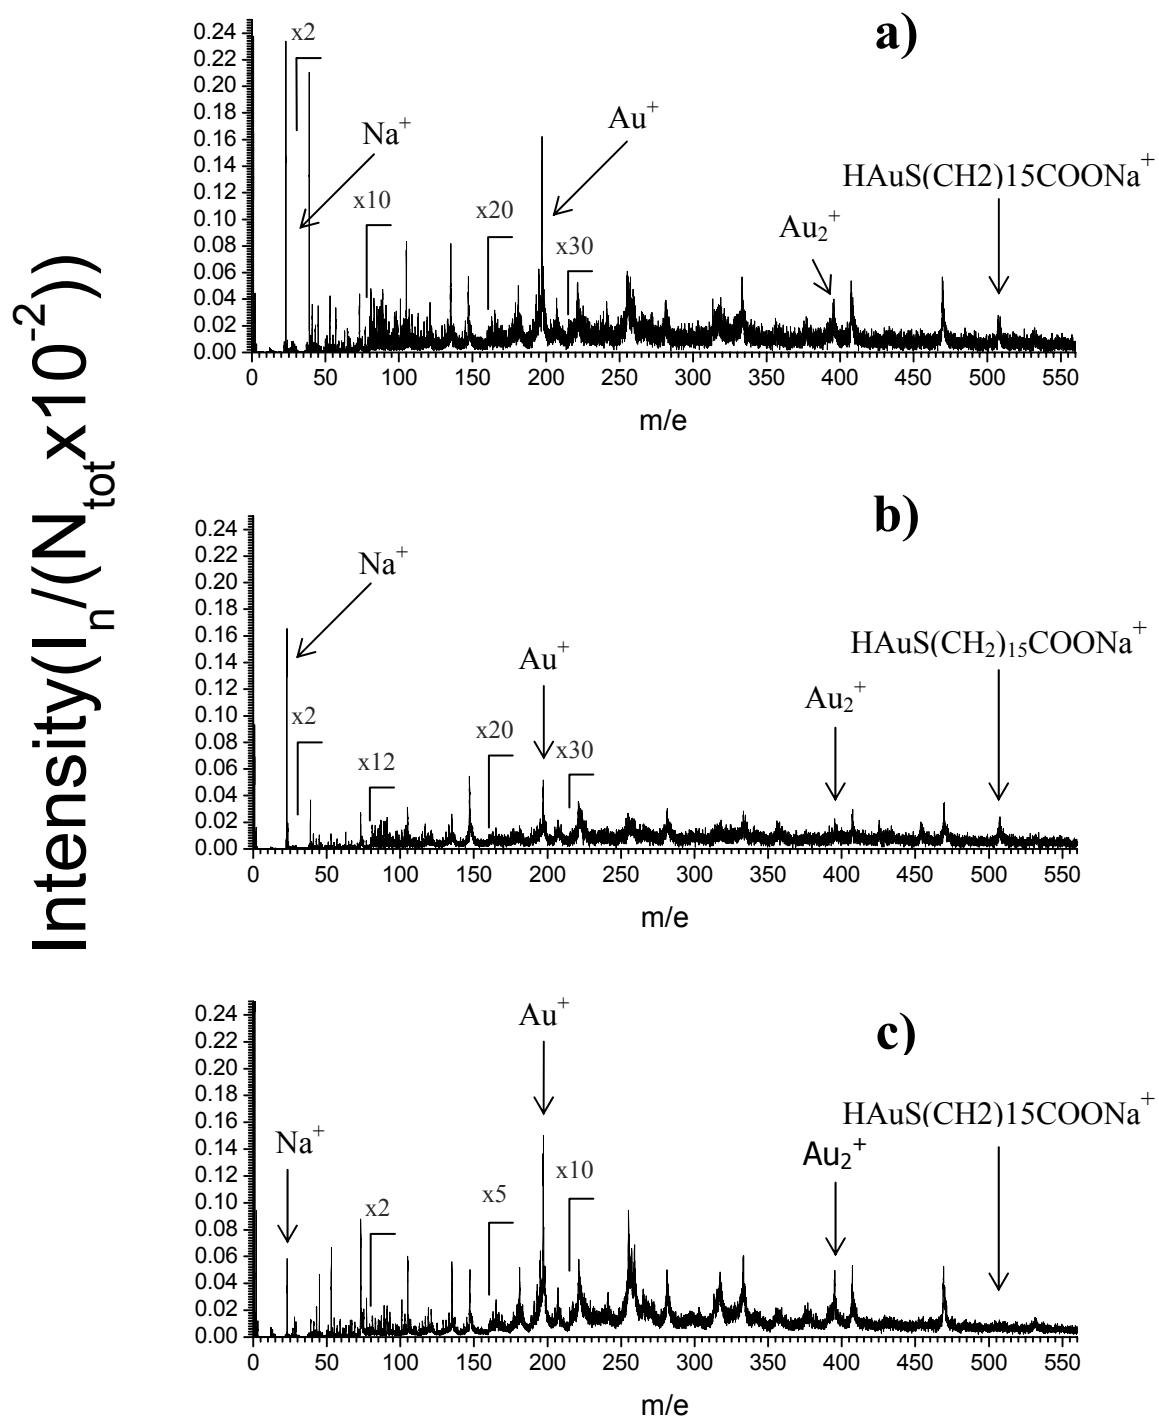 Intensity(Iₙ/(Nₜₒₜx10⁻²))
a)
0.24
0.22
0.20
0.18
0.16
0.14
0.12
0.10
0.08
0.06
0.04
0.02
0.00
x2
Na⁺
x10
x20
Au⁺
x30
Au₂⁺
HAuS(CH2)15COONa⁺
0 50 100 150 200 250 300 350 400 450 500 550
m/e
b)
0.24
0.22
0.20
0.18
0.16
0.14
0.12
0.10
0.08
0.06
0.04
0.02
0.00
Na⁺
x2
x12
x20
Au⁺
x30
Au₂⁺
HAuS(CH₂)₁₅COONa⁺
0 50 100 150 200 250 300 350 400 450 500 550
m/e
c)
0.24
0.22
0.20
0.18
0.16
0.14
0.12
0.10
0.08
0.06
0.04
0.02
0.00
Na⁺
x2
x5
Au⁺
x10
Au₂⁺
HAuS(CH2)15COONa⁺
0 50 100 150 200 250 300 350 400 450 500 550
m/e